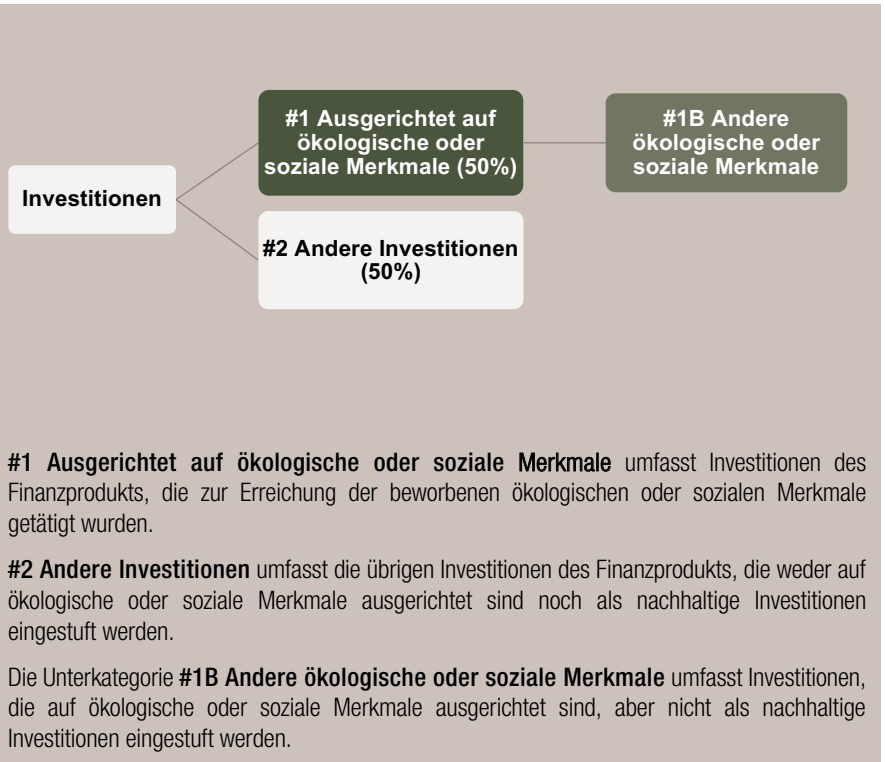 #1 Ausgerichtet auf
ökologische oder
soziale Merkmale (50%)
#1B Andere
ökologische oder
soziale Merkmale
Investitionen
#2 Andere Investitionen
(50%)
#1 Ausgerichtet auf ökologische oder soziale Merkmale umfasst Investitionen des
Finanzprodukts, die zur Erreichung der beworbenen ökologischen oder sozialen Merkmale
getätigt wurden.
#2 Andere Investitionen umfasst die übrigen Investitionen des Finanzprodukts, die weder auf
ökologische oder soziale Merkmale ausgerichtet sind noch als nachhaltige Investitionen
eingestuft werden.
Die Unterkategorie #1B Andere ökologische oder soziale Merkmale umfasst Investitionen,
die auf ökologische oder soziale Merkmale ausgerichtet sind, aber nicht als nachhaltige
Investitionen eingestuft werden.